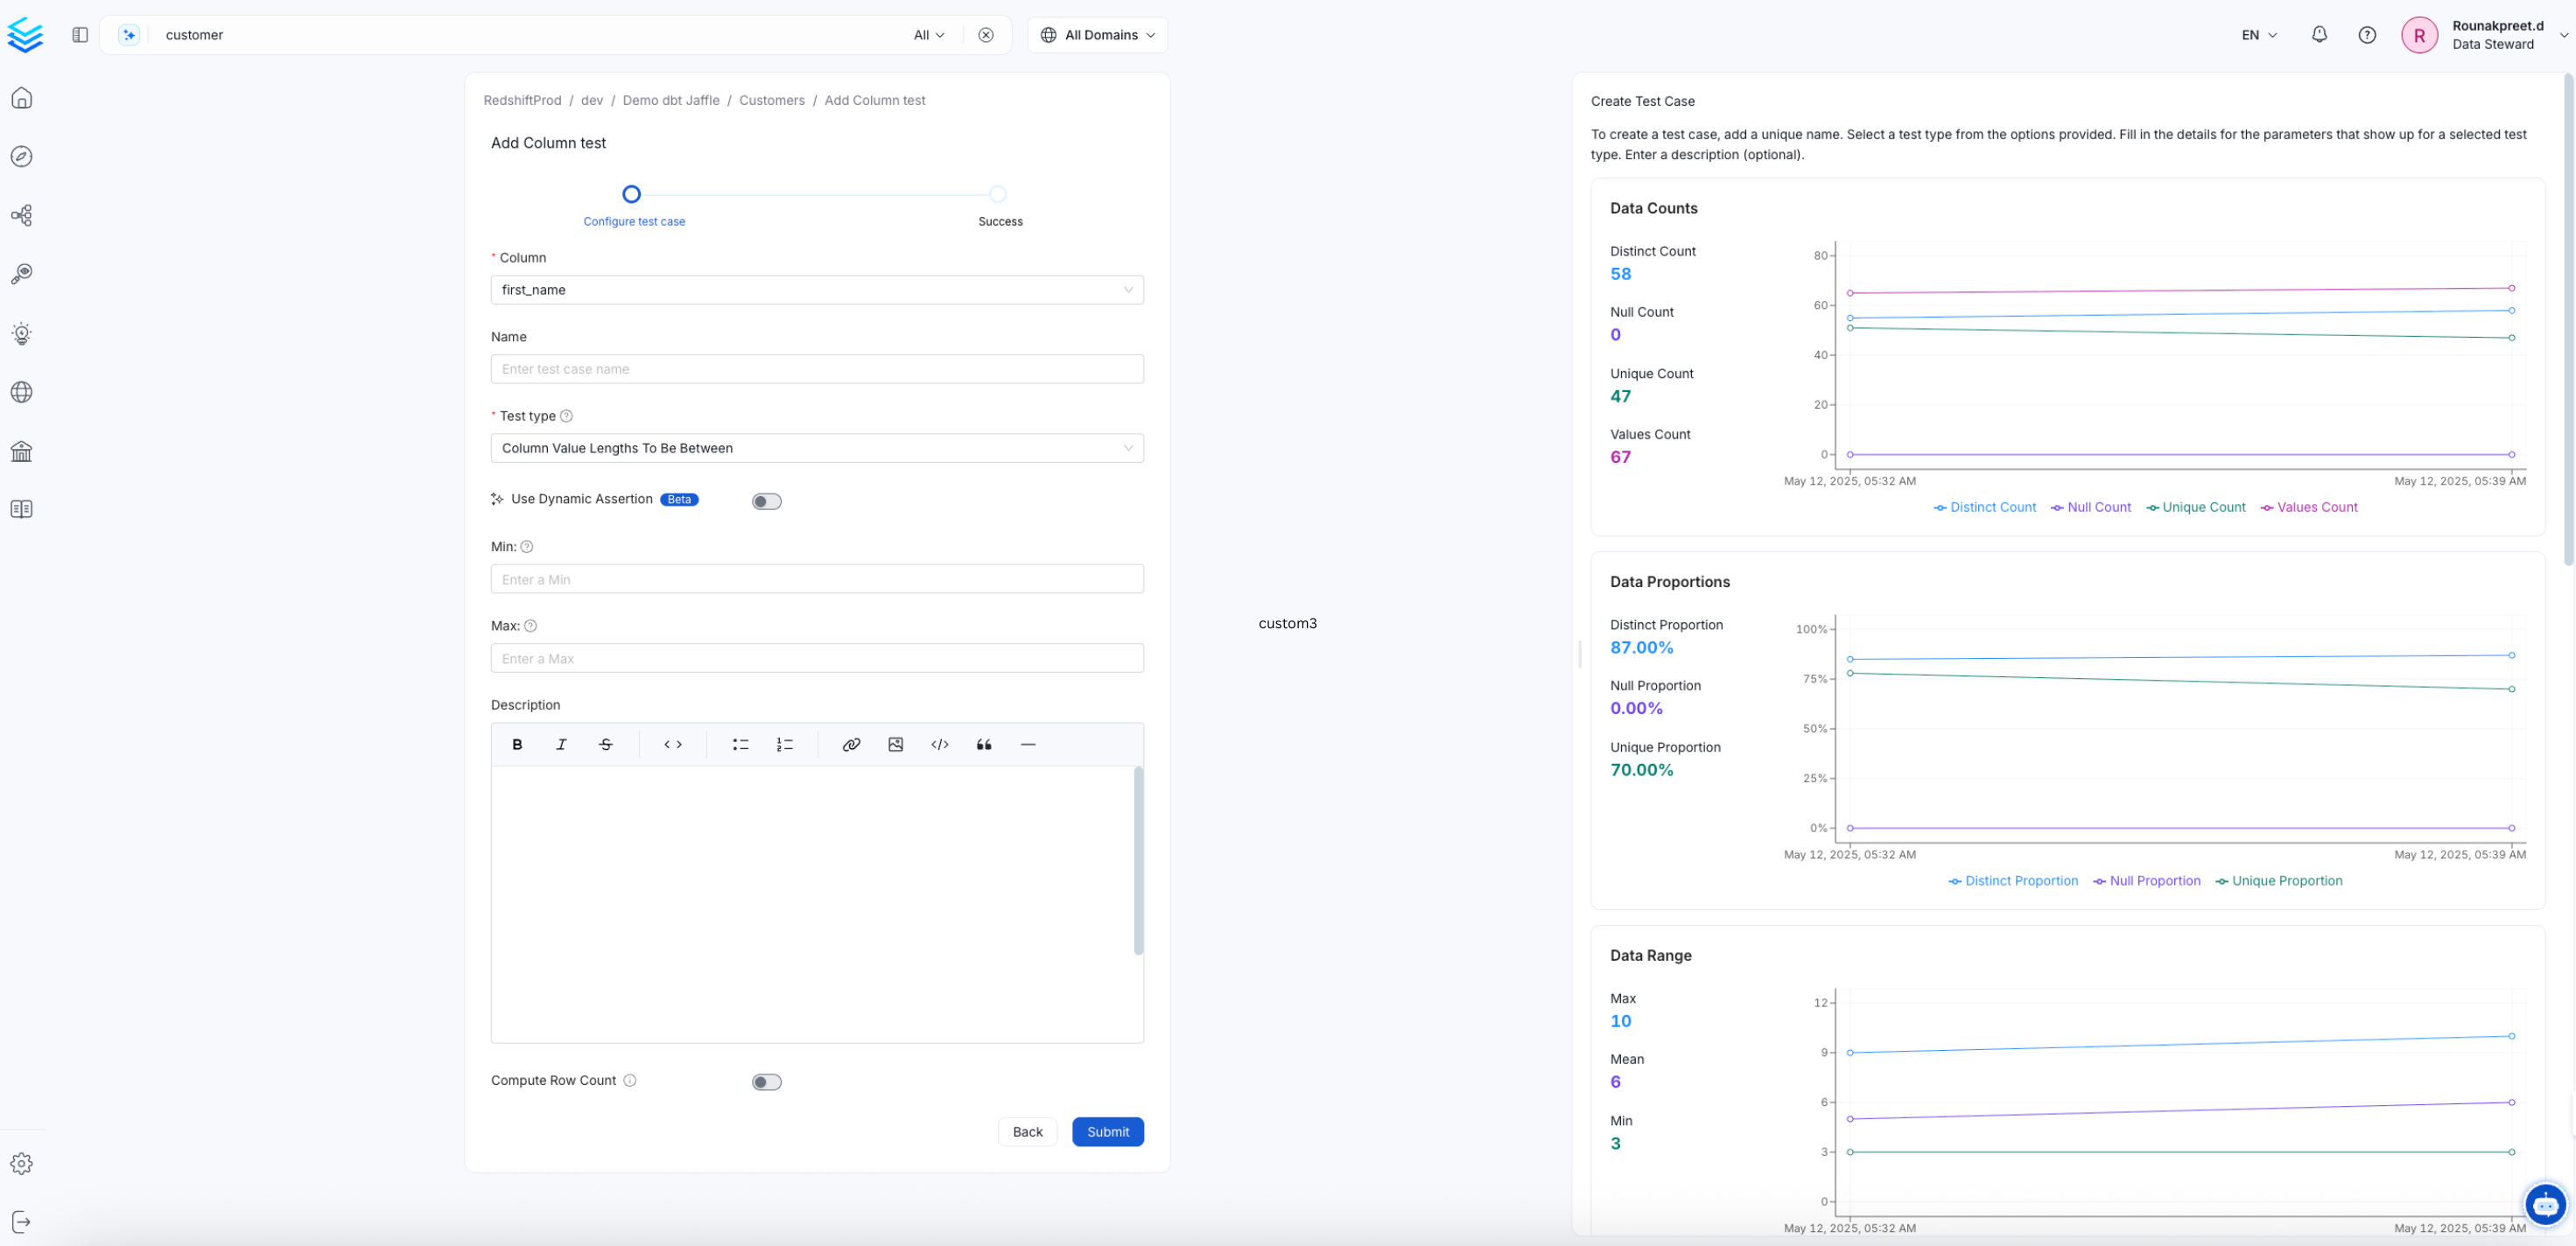 customer
All
All Domains
EN
R
Rounakpreet.d
Data Steward
RedshiftProd / dev / Demo dbt Jaffle / Customers / Add Column test
Add Column test
Configure test case
Success
* Column
first_name
Name
Enter test case name
* Test type
Column Value Lengths To Be Between
Use Dynamic Assertion Beta
Min:
Enter a Min
Max:
Enter a Max
Description
Compute Row Count
Back
Submit
custom3
Create Test Case
To create a test case, add a unique name. Select a test type from the options provided. Fill in the details for the parameters that show up for a selected test
type. Enter a description (optional).
Data Counts
Distinct Count
58
Null Count
0
Unique Count
47
Values Count
67
80
60
40
20
0
May 12, 2025, 05:32 AM
May 12, 2025, 05:39 AM
Distinct Count Null Count Unique Count Values Count
Data Proportions
Distinct Proportion
87.00%
Null Proportion
0.00%
Unique Proportion
70.00%
100%
75%
50%
25%
0%
May 12, 2025, 05:32 AM
May 12, 2025, 05:39 AM
Distinct Proportion Null Proportion Unique Proportion
Data Range
Max
10
Mean
6
Min
3
12
9
6
3
0
May 12, 2025, 05:32 AM
May 12, 2025, 05:39 AM